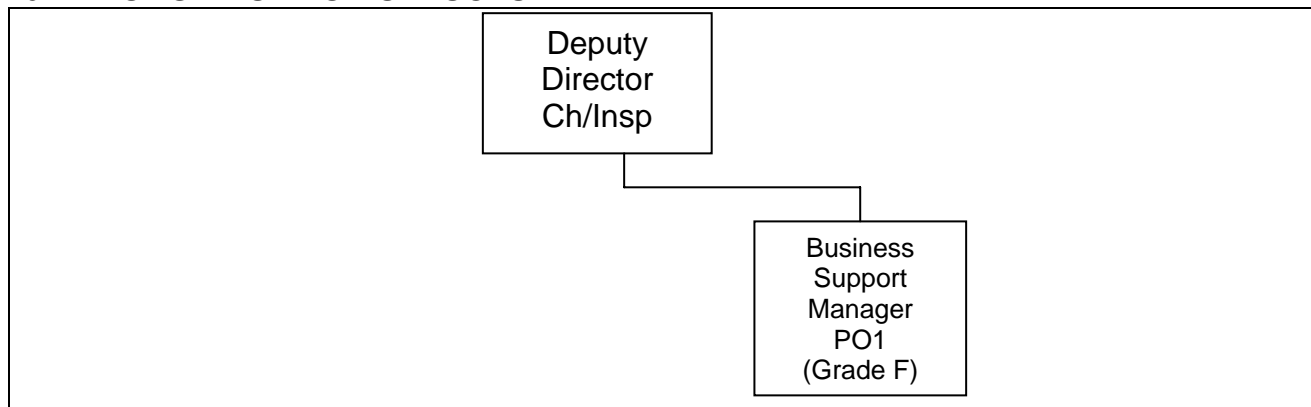 Deputy
Director
Ch/Insp
Business
Support
Manager
PO1
(Grade F)